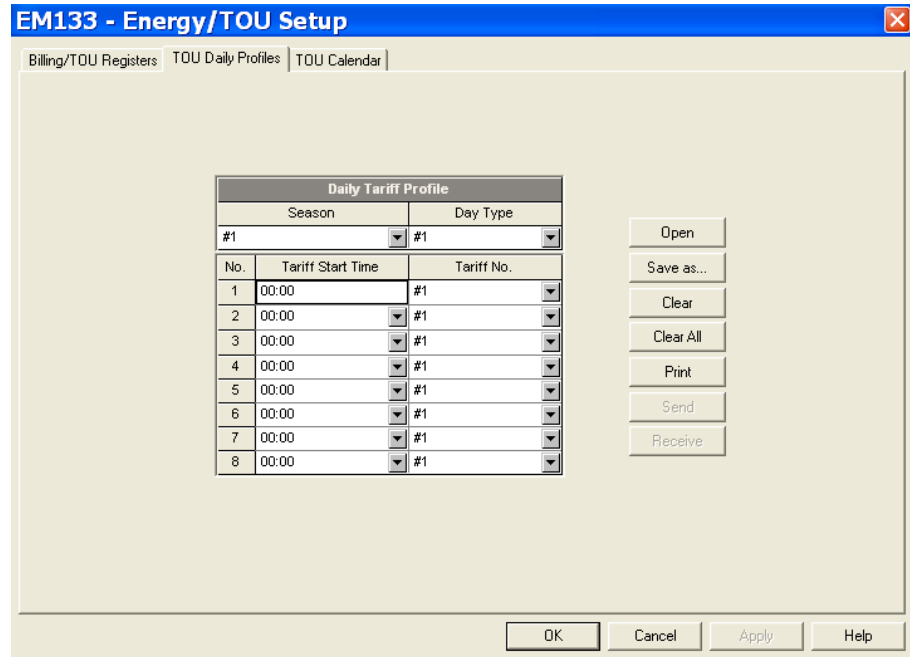 EM133 - Energy/TOU Setup
Billing/TOU Registers TOU Daily Profiles TOU Calendar
Daily Tariff Profile
Season Day Type
#1 #1
No. Tariff Start Time Tariff No.
1 00:00 #1
2 00:00 #1
3 00:00 #1
4 00:00 #1
5 00:00 #1
6 00:00 #1
7 00:00 #1
8 00:00 #1
Open
Save as...
Clear
Clear All
Print
Send
Receive
OK Cancel Apply Help